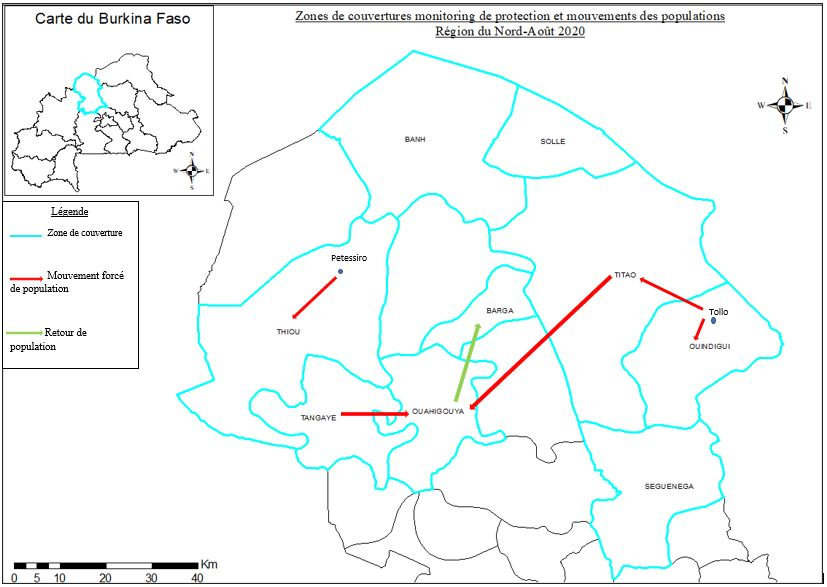 Carte du Burkina Faso
Zones de couvertures monitoring de protection et mouvements des populations
Région du Nord-Août 2020
N
W E
S
N
W E
S
Légende
Zone de couverture
Mouvement forcé
de population
Retour de
population
BANH
SOLLE
Petessiro
TITAO
BARGA
Tollo
THIOU
OUINDIGUI
TANGAYE
OUAHIGOUYA
SEGUENEGA
Km
0 5 10 20 30 40